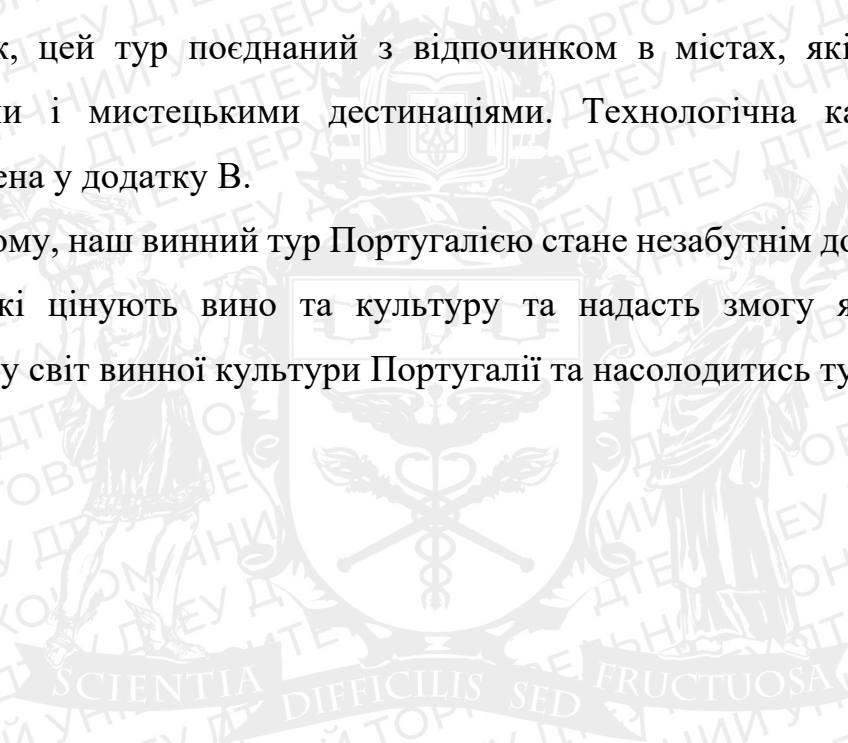 к, цей тур поєднаний з відпочинком в містах, які
ни і мистецькими дестинаціями. Технологічна ка
ена у додатку В.
ому, наш винний тур Португалією стане незабутнім до
кі цінують вино та культуру та надасть змогу я
у світ винної культури Португалії та насолодитись ту
SCIENTIA DIFFICILIS SED FRUCTUOSA